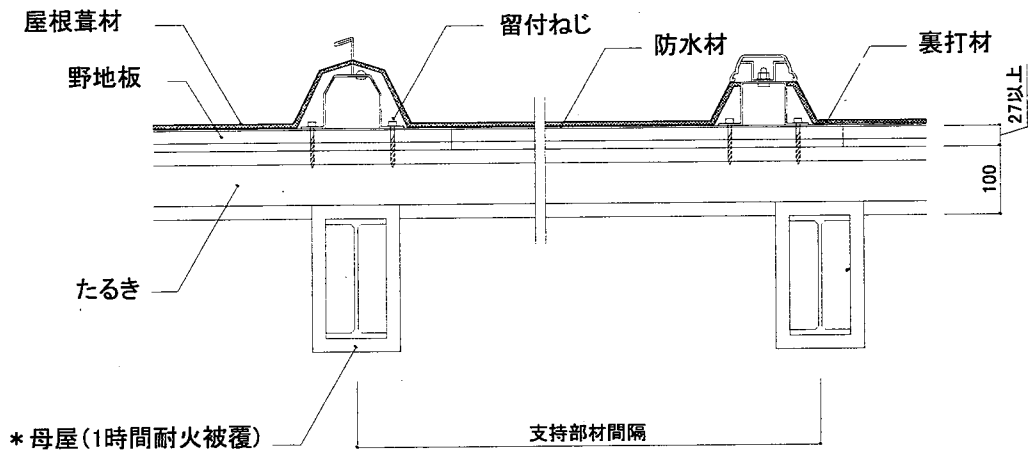 屋根葺材
留付ねじ
防水材
裏打材
野地板
27以上
100
たるき
*母屋(1時間耐火被覆)
支持部材間隔